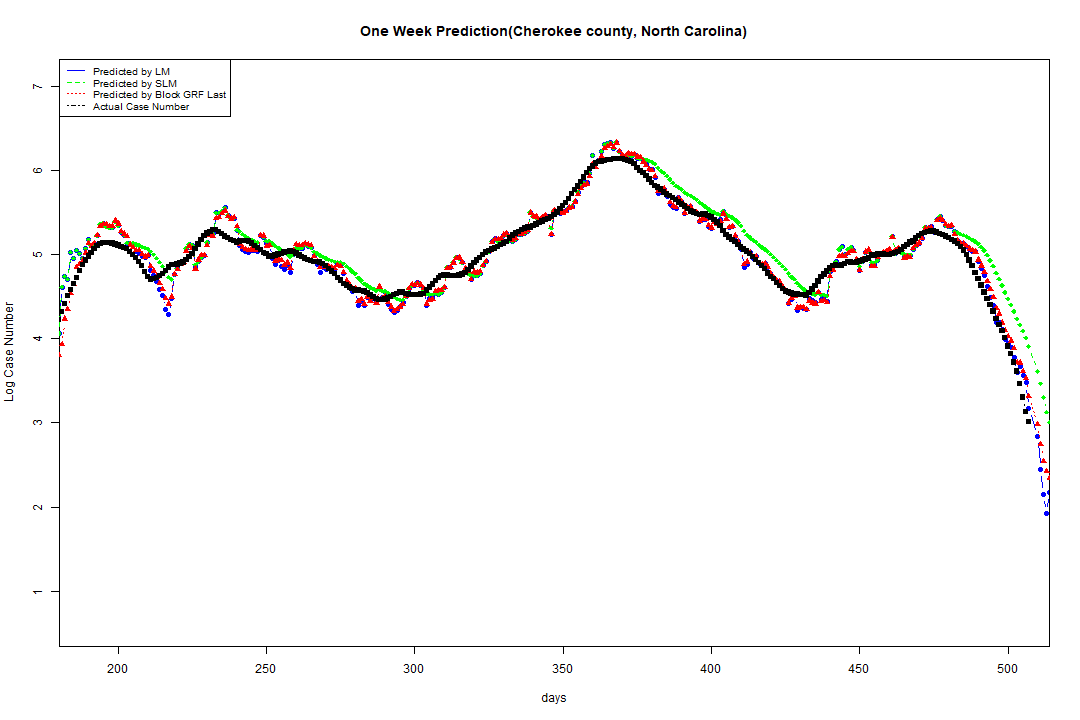 One Week Prediction(Cherokee county, North Carolina)
Predicted by LM
Predicted by SLM
Predicted by Block GRF Last
Actual Case Number
Log Case Number
7
6
5
4
3
2
1
200 250 300 350 400 450 500
days